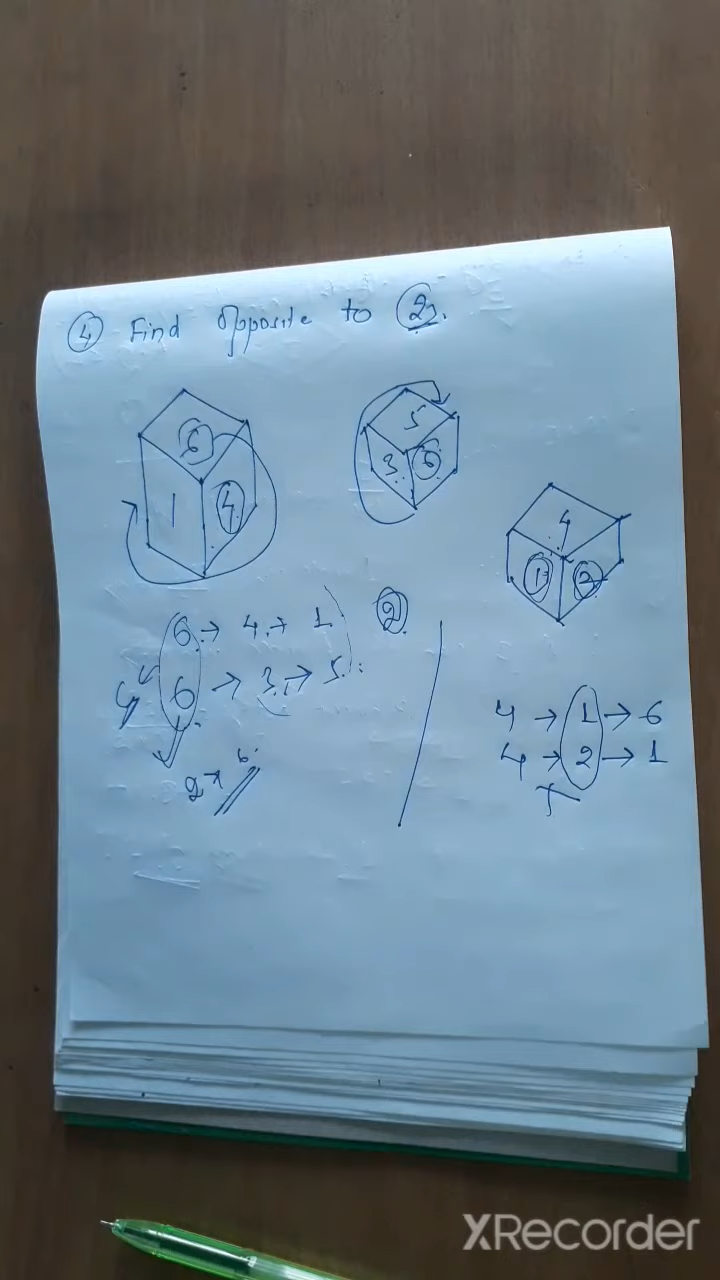 4 Find opposite to 2.
6 1 4
5 3 6
4 1 2
6 → 4 → 1 2
6 → 3 → 5
2 → 6
4 → 1 → 6
4 → 2 → 1
XRecorder